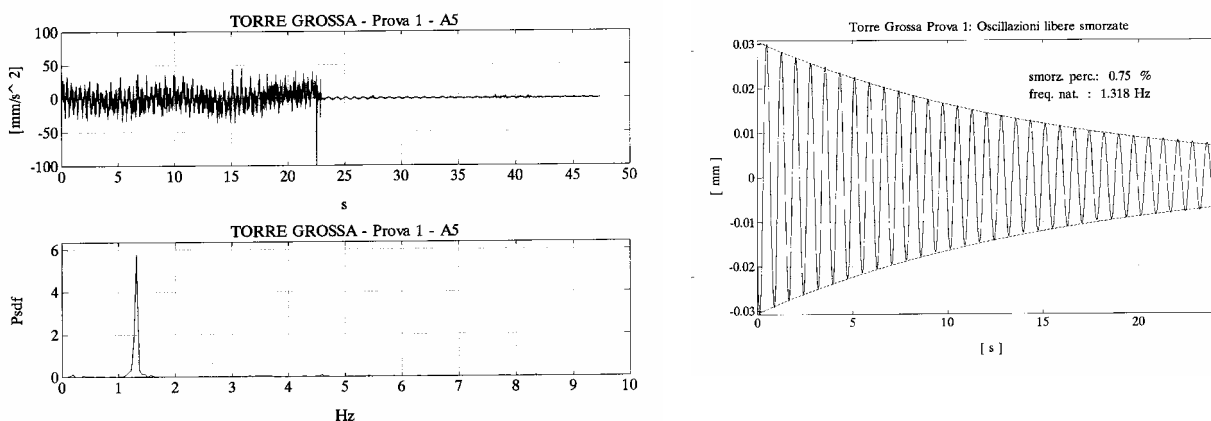 TORRE GROSSA - Prova 1 - A5
100
50
0
-50
-100
[mm/s^ 2]
0 5 10 15 20 25 30 35 40 45 50
s
TORRE GROSSA - Prova 1 - A5
6
4
2
0
Psdf
0 1 2 3 4 5 6 7 8 9 10
Hz
Torre Grossa Prova 1: Oscillazioni libere smorzate
0.03
0.02
0.01
0
-0.01
-0.02
-0.03
[ mm ]
smorz. perc.: 0.75 %
freq. nat. : 1.318 Hz
0 5 10 15 20
[ s ]